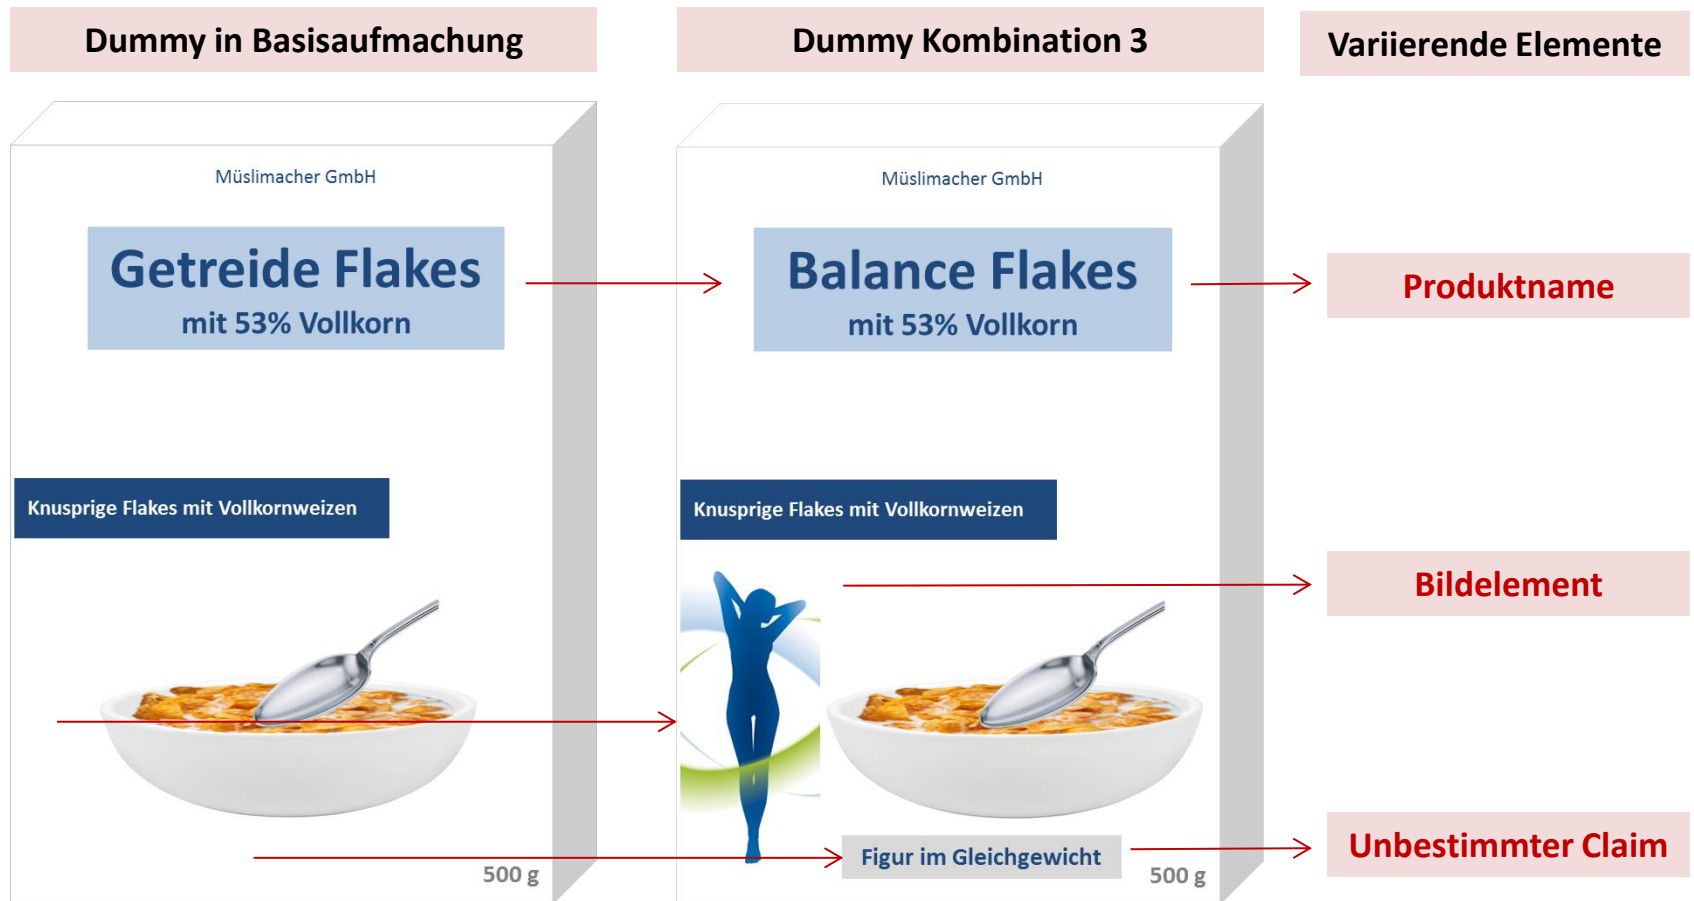 Dummy in Basisaufmachung
Dummy Kombination 3
Variierende Elemente
Müslimacher GmbH
Getreide Flakes
mit 53% Vollkorn
Knusprige Flakes mit Vollkornweizen
500 g
Müslimacher GmbH
Balance Flakes
mit 53% Vollkorn
Knusprige Flakes mit Vollkornweizen
Figur im Gleichgewicht
500 g
Produktname
Bildelement
Unbestimmter Claim